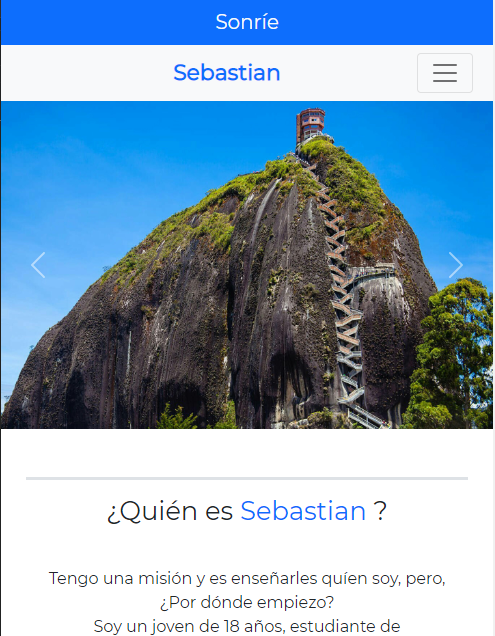 Sonríe
Sebastian
¿Quién es Sebastian ?
Tengo una misión y es enseñarles quíen soy, pero,
¿Por dónde empiezo?
Soy un joven de 18 años, estudiante de